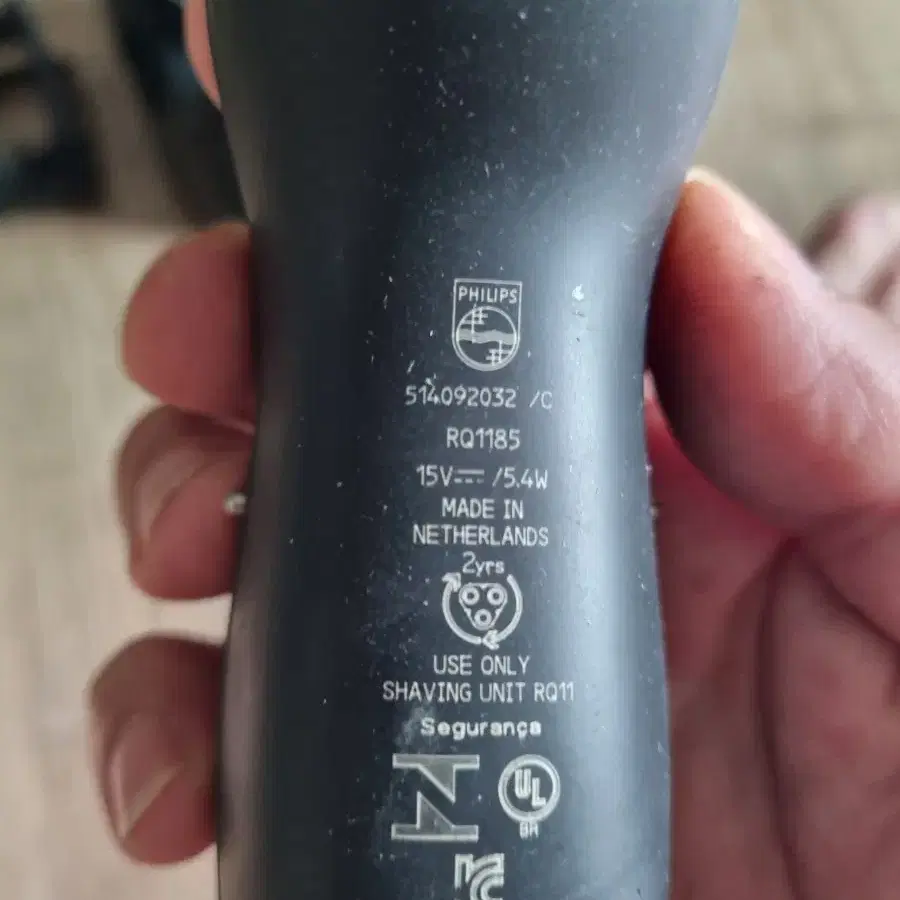 PHILIPS
514092032 /C
RQ1185
15V⎓ /5.4W
MADE IN
NETHERLANDS
2yrs
USE ONLY
SHAVING UNIT RQ11
Segurança
UL
BR